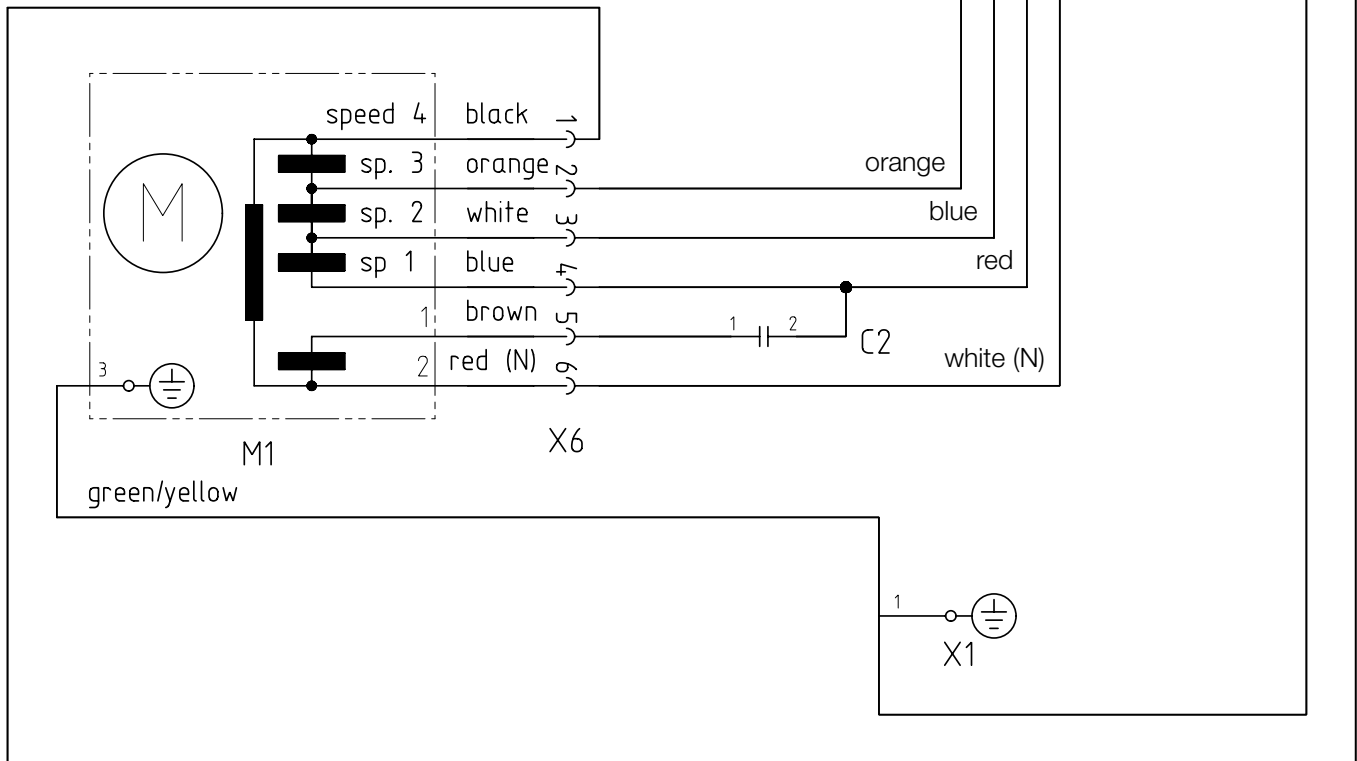 speed 4 black 1
sp. 3 orange 2 orange
sp. 2 white 3 blue
sp 1 blue 4 red
1 brown 5 1 2 C2
2 red (N) 6 white (N)
3
M
M1 X6
green/yellow
1
X1